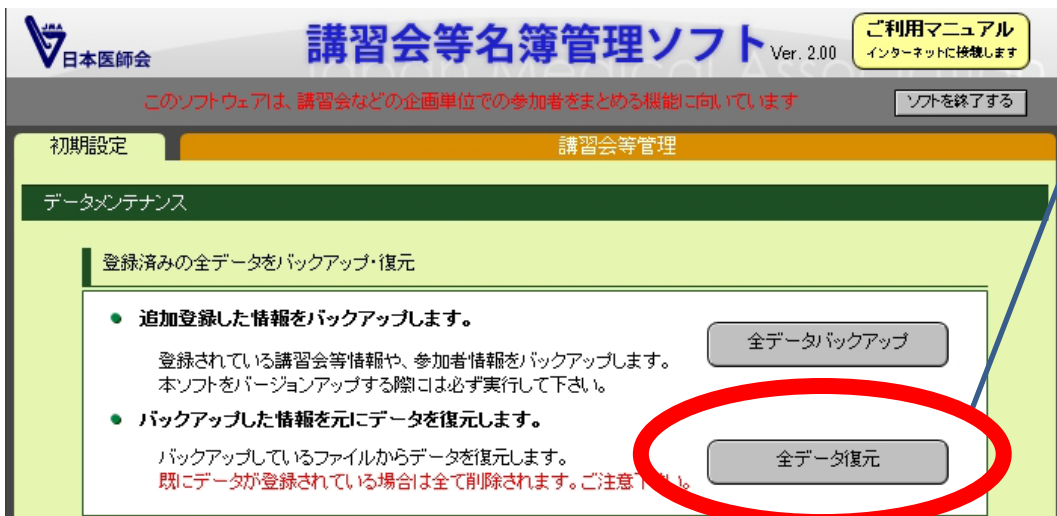 JMA
日本医師会
講習会等名簿管理ソフト Ver. 2.00
ご利用マニュアル
インターネットに接続します
Japan Medical Association
このソフトウェアは、講習会などの企画単位での参加者をまとめる機能に向いています
ソフトを終了する
初期設定
講習会等管理
データメンテナンス
登録済みの全データをバックアップ・復元
● 追加登録した情報をバックアップします。
全データバックアップ
登録されている講習会等情報や、参加者情報をバックアップします。
本ソフトをバージョンアップする際には必ず実行して下さい。
● バックアップした情報を元にデータを復元します。
バックアップしているファイルからデータを復元します。
全データ復元
既にデータが登録されている場合は全て削除されます。ご注意下さい。